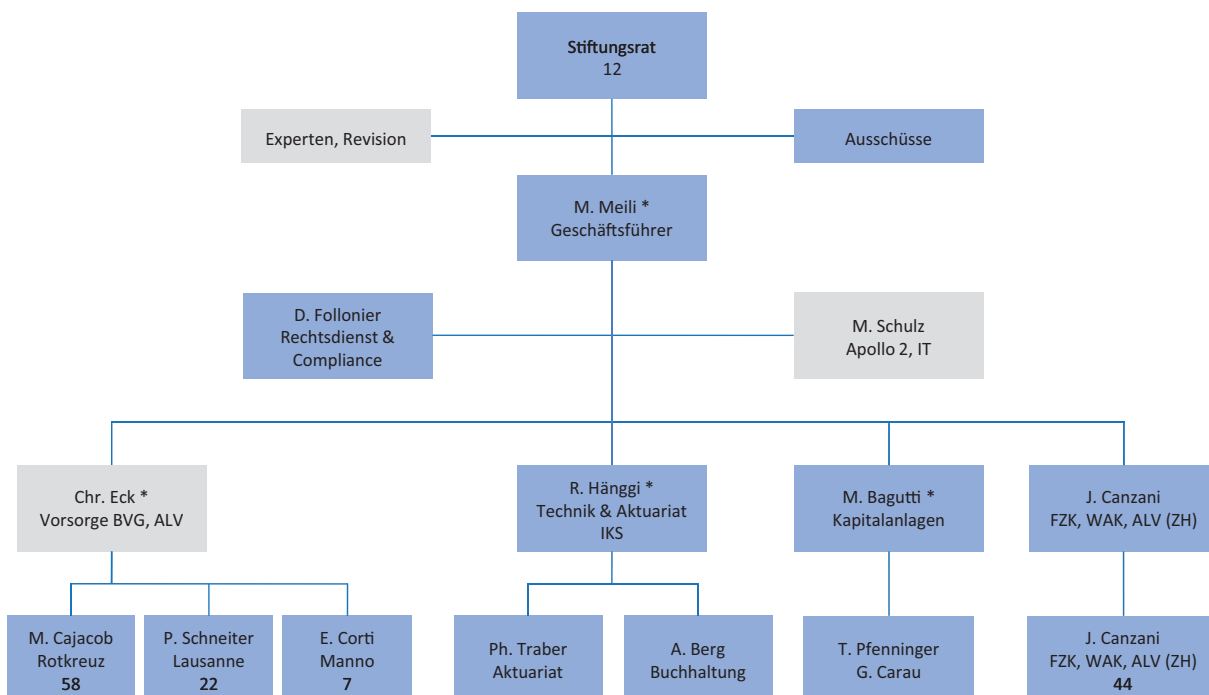 Stiftungsrat
12
Experten, Revision
Ausschüsse
M. Meili *
Geschäftsführer
D. Follonier
Rechtsdienst &
Compliance
M. Schulz
Apollo 2, IT
Chr. Eck *
Vorsorge BVG, ALV
R. Hänggi *
Technik & Aktuariat
IKS
M. Bagutti *
Kapitalanlagen
J. Canzani
FZK, WAK, ALV (ZH)
M. Cajacob
Rotkreuz
58
P. Schneiter
Lausanne
22
E. Corti
Manno
7
Ph. Traber
Aktuariat
A. Berg
Buchhaltung
T. Pfenninger
G. Carau
J. Canzani
FZK, WAK, ALV (ZH)
44